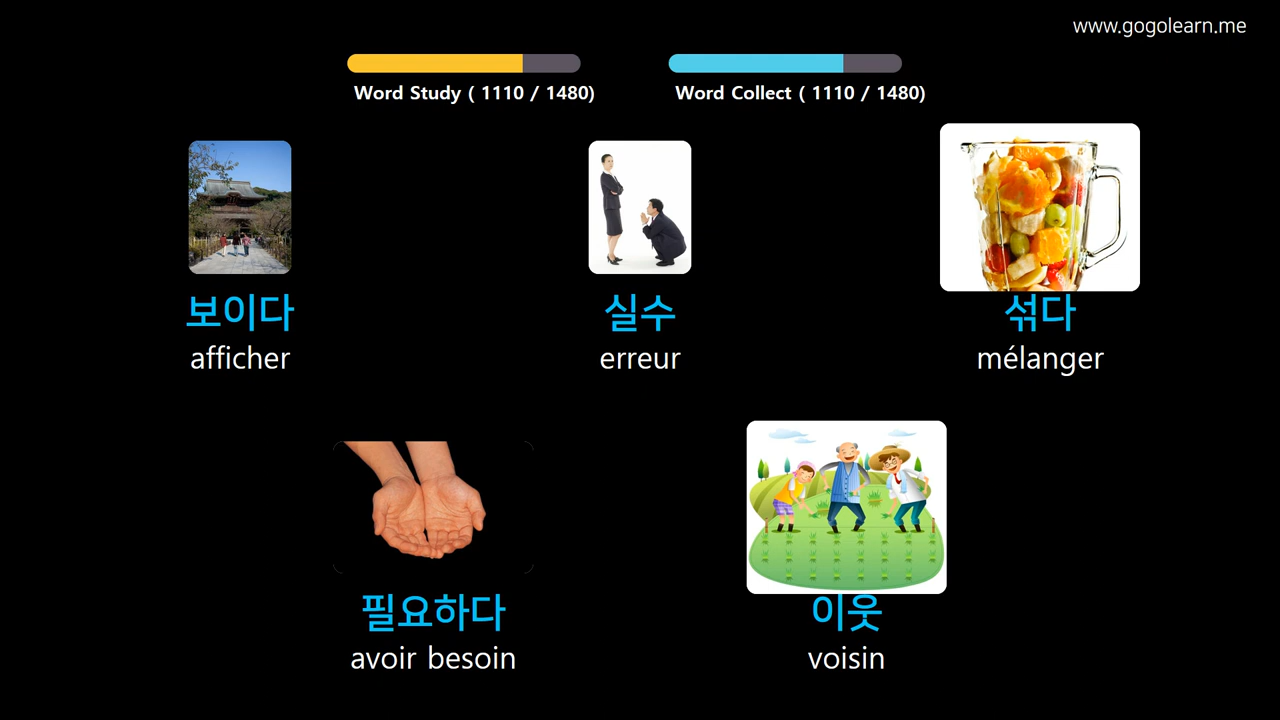 www.gogolearn.me
Word Study ( 1110 / 1480)
Word Collect ( 1110 / 1480)
보이다
afficher
실수
erreur
섞다
mélanger
필요하다
avoir besoin
이웃
voisin